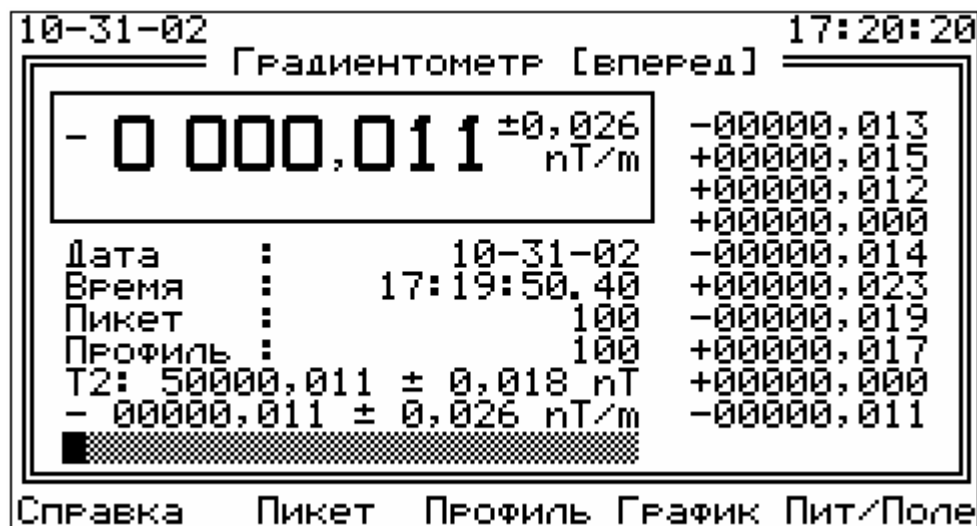 10-31-02 17:20:20
Градиентометр [вперед]
- 0 000,011 ±0,026
nT/m
-00000,013
+00000,015
+00000,012
+00000,000
-00000,014
+00000,023
-00000,019
+00000,017
+00000,000
-00000,011
Дата : 10-31-02
Время : 17:19:50.40
Пикет : 100
Профиль : 100
T2: 50000,011 ± 0,018 nT
- 00000,011 ± 0,026 nT/m
Справка Пикет Профиль График Пит/Поле